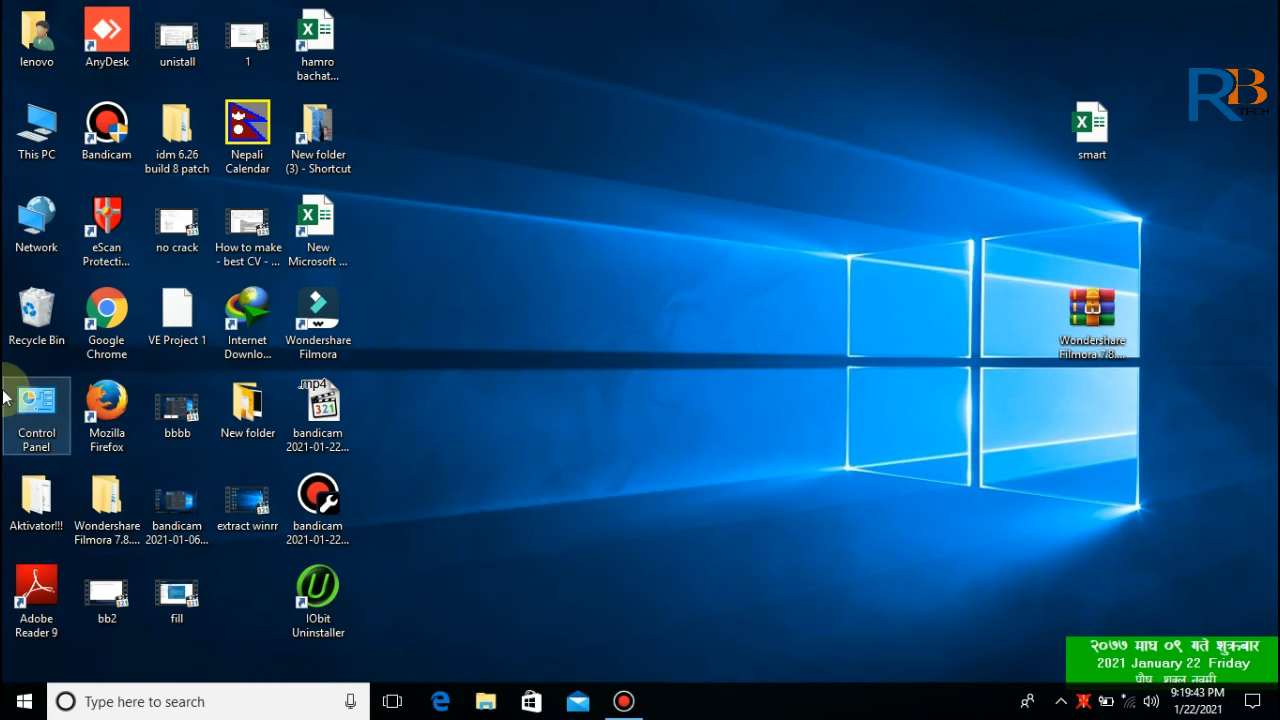 lenovo
AnyDesk
unistall
1
hamro
bachat...
This PC
Bandicam
idm 6.26
build 8 patch
Nepali
Calendar
New folder
(3) - Shortcut
Network
eScan
Protecti...
no crack
How to make
- best CV - ...
New
Microsoft ...
Recycle Bin
Google
Chrome
VE Project 1
Internet
Downlo...
Wondershare
Filmora
Control
Panel
Mozilla
Firefox
bbbb
New folder
.mp4
321
bandicam
2021-01-22...
Aktivator!!!
Wondershare
Filmora 7.8....
bandicam
2021-01-06...
extract winrr
bandicam
2021-01-22...
Adobe
Reader 9
bb2
fill
IObit
Uninstaller
RB
TECH
smart
Wondershare
Filmora 7.8....
२०७७ माघ ०९ गते शुक्रबार
2021 January 22 Friday
पौष शुक्ल नवमी
Type here to search
9:19:43 PM
1/22/2021